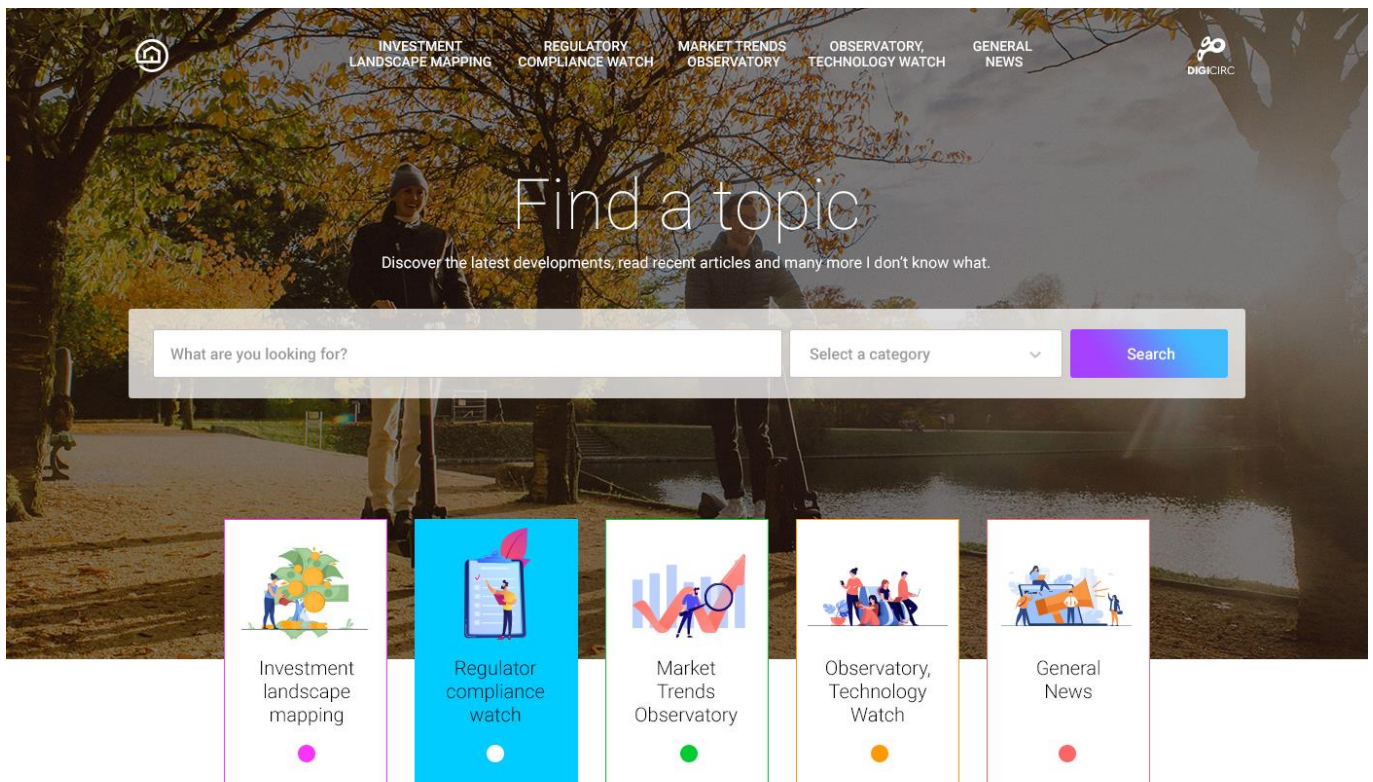 INVESTMENT
LANDSCAPE MAPPING
REGULATORY
COMPLIANCE WATCH
MARKET TRENDS
OBSERVATORY
OBSERVATORY,
TECHNOLOGY WATCH
GENERAL
NEWS
DIGICIRC
Find a topic
Discover the latest developments, read recent articles and many more I don't know what.
What are you looking for?
Select a category
Search
Investment
landscape
mapping
Regulator
compliance
watch
Market
Trends
Observatory
Observatory,
Technology
Watch
General
News